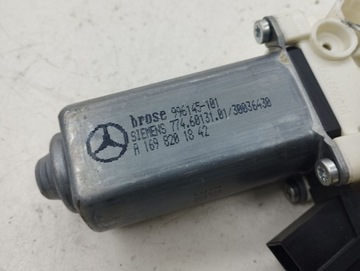 brose 996145-101
SIEMENS 774.60131.01/30036430
A 169 820 18 42